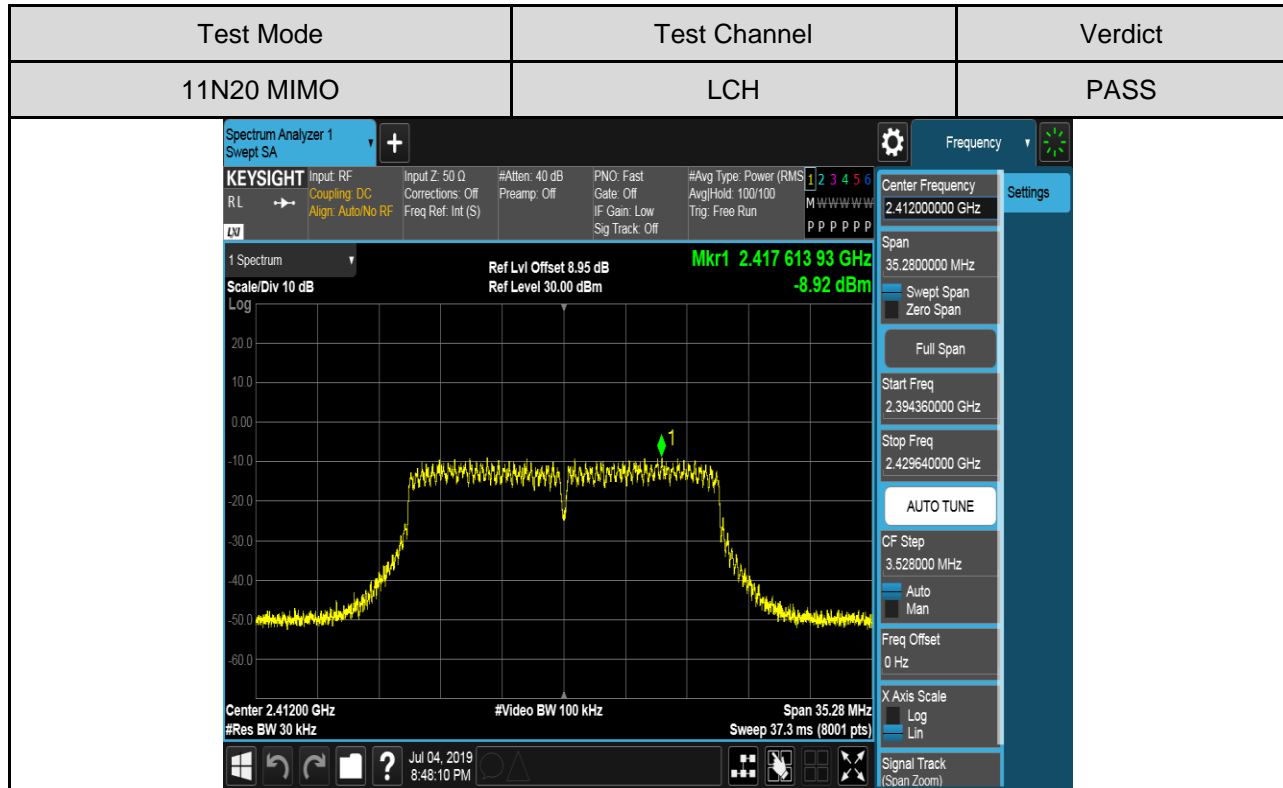 Test Mode Test Channel Verdict
11N20 MIMO LCH PASS
Spectrum Analyzer 1
Swept SA
Frequency
KEYSIGHT Input: RF Input Z: 50 Ω #Atten: 40 dB PNO: Fast #Avg Type: Power (RMS 1 2 3 4 5 6
RL Coupling: DC Corrections: Off Preamp: Off Gate: Off Avg|Hold: 100/100 M W W W W W
Align: Auto/No RF Freq Ref: Int (S) IF Gain: Low Trig: Free Run
LXI Sig Track: Off P P P P P P
1 Spectrum Ref Lvl Offset 8.95 dB Mkr1 2.417 613 93 GHz
Scale/Div 10 dB Ref Level 30.00 dBm -8.92 dBm
Log
20.0
10.0
0.00
-10.0
-20.0
-30.0
-40.0
-50.0
-60.0
1
Center 2.41200 GHz #Video BW 100 kHz Span 35.28 MHz
#Res BW 30 kHz Sweep 37.3 ms (8001 pts)
Jul 04, 2019
8:48:10 PM
Center Frequency
2.412000000 GHz
Settings
Span
35.2800000 MHz
Swept Span
Zero Span
Full Span
Start Freq
2.394360000 GHz
Stop Freq
2.429640000 GHz
AUTO TUNE
CF Step
3.528000 MHz
Auto
Man
Freq Offset
0 Hz
X Axis Scale
Log
Lin
Signal Track
(Span Zoom)